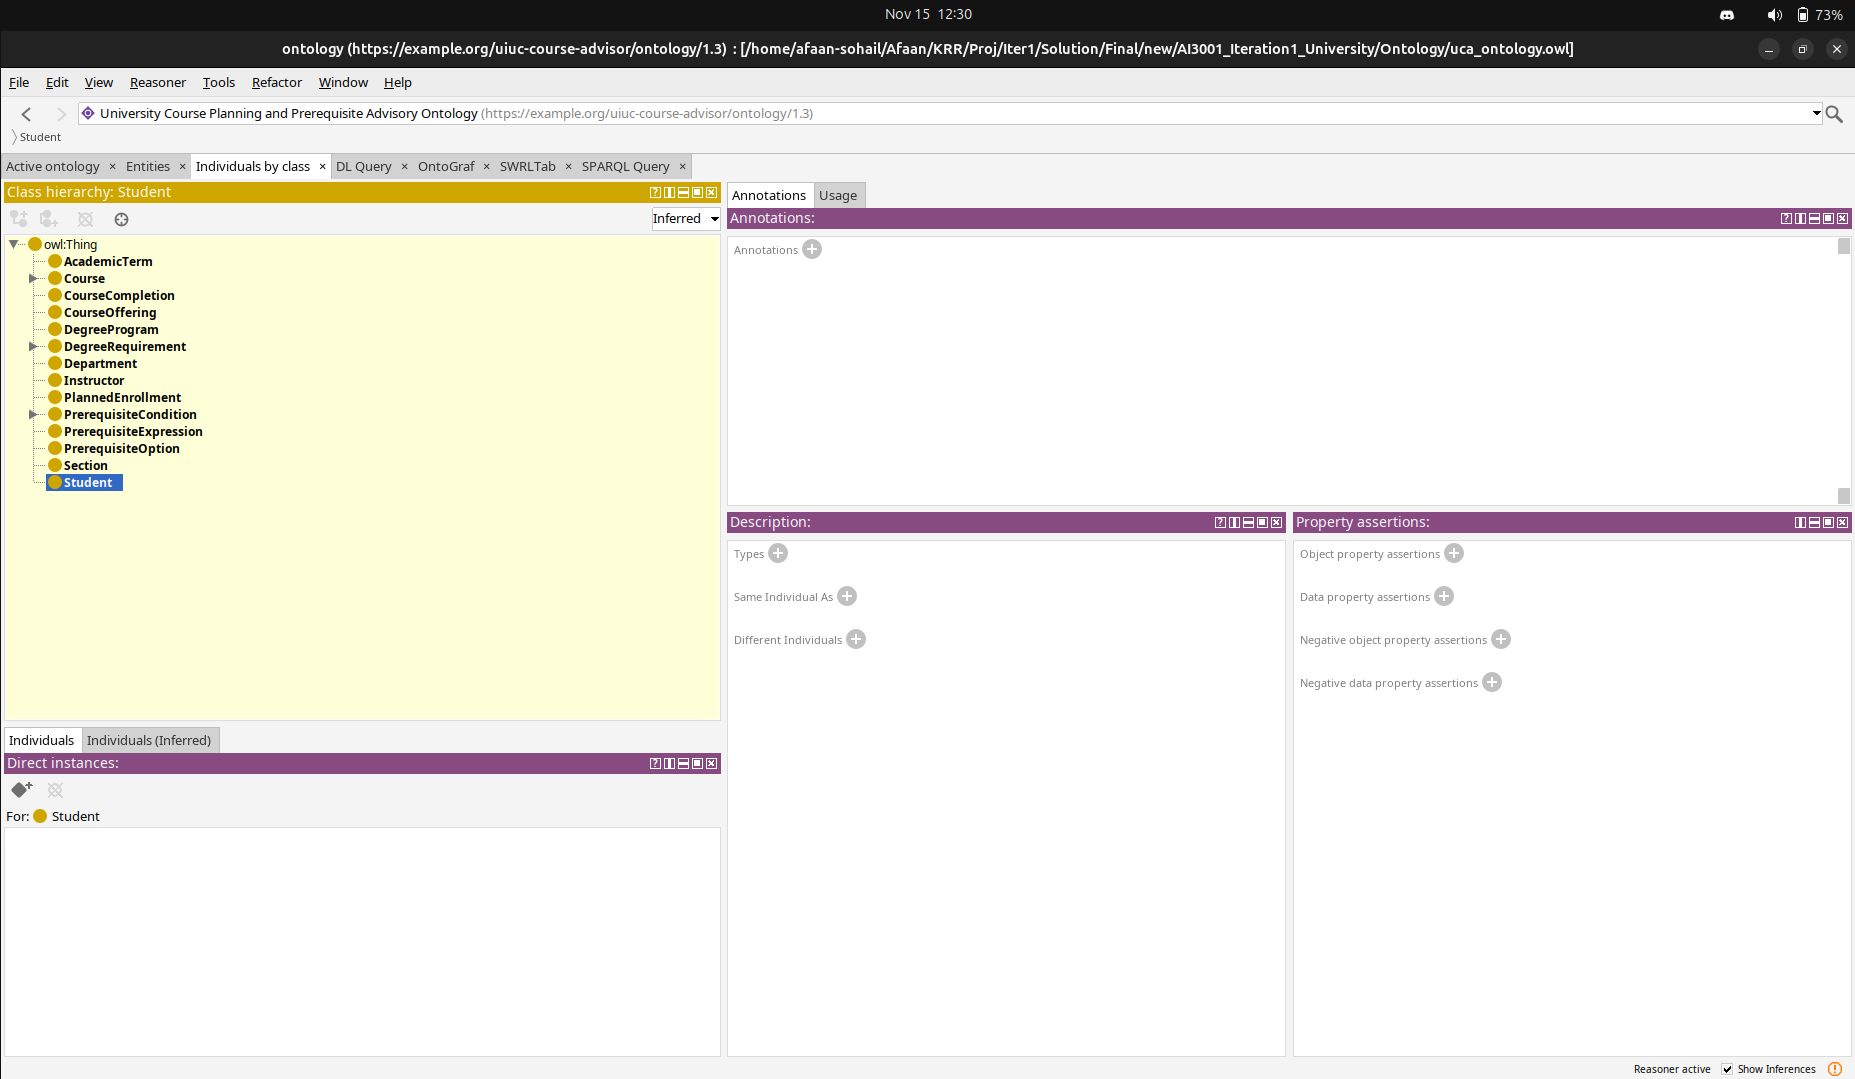 Nov 15 12:30
73%
ontology (https://example.org/uiuc-course-advisor/ontology/1.3) : [/home/afaan-sohail/Afaan/KRR/Proj/Iter1/Solution/Final/new/AI3001_Iteration1_University/Ontology/uca_ontology.owl]
File Edit View Reasoner Tools Refactor Window Help
University Course Planning and Prerequisite Advisory Ontology (https://example.org/uiuc-course-advisor/ontology/1.3)
Student
Active ontology × Entities × Individuals by class × DL Query × OntoGraf × SWRLTab × SPARQL Query ×
Class hierarchy: Student
Inferred
owl:Thing
AcademicTerm
Course
CourseCompletion
CourseOffering
DegreeProgram
DegreeRequirement
Department
Instructor
PlannedEnrollment
PrerequisiteCondition
PrerequisiteExpression
PrerequisiteOption
Section
Student
Individuals Individuals (Inferred)
Direct instances:
For: Student
Annotations Usage
Annotations:
Annotations
Description:
Types
Same Individual As
Different Individuals
Property assertions:
Object property assertions
Data property assertions
Negative object property assertions
Negative data property assertions
Reasoner active Show Inferences